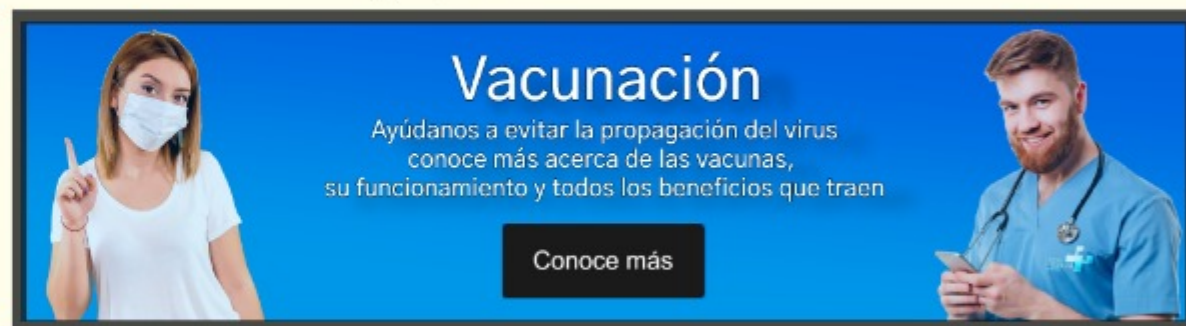 Vacunación
Ayúdanos a evitar la propagación del virus
conoce más acerca de las vacunas,
su funcionamiento y todos los beneficios que traen
Conoce más